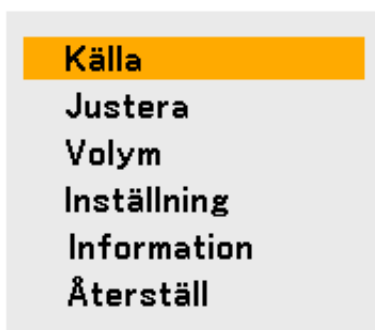 Källa
Justera
Volym
Inställning
Information
Återställ